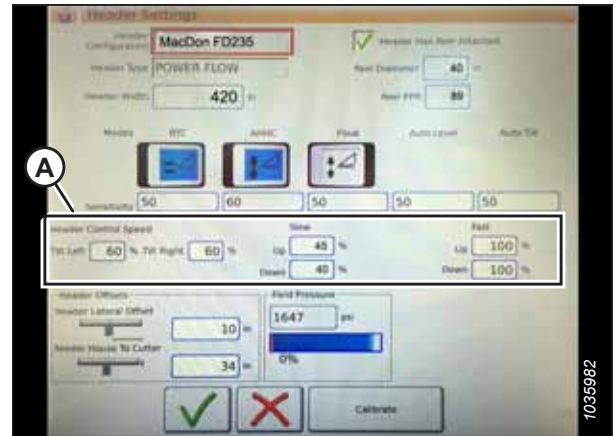 Header Settings
Header Configuration MacDon FD235
Header Has Reel Attached
Header Type POWER FLOW
Reel Diameter 40 in
Header Width 420 in
Reel PPR 89
Modes RTC AHHC Float Auto Level Auto Tilt
A
Sensitivity 50 60 50 50 50
Header Control Speed Slow Fast
Tilt Left 60 % Tilt Right 60 % Up 45 % Up 100 %
Down 40 % Down 100 %
Header Offsets Field Pressure
Header Lateral Offset
10 in
1647 psi
Feeder House To Cutter
34 in
0%
Calibrate
1035982